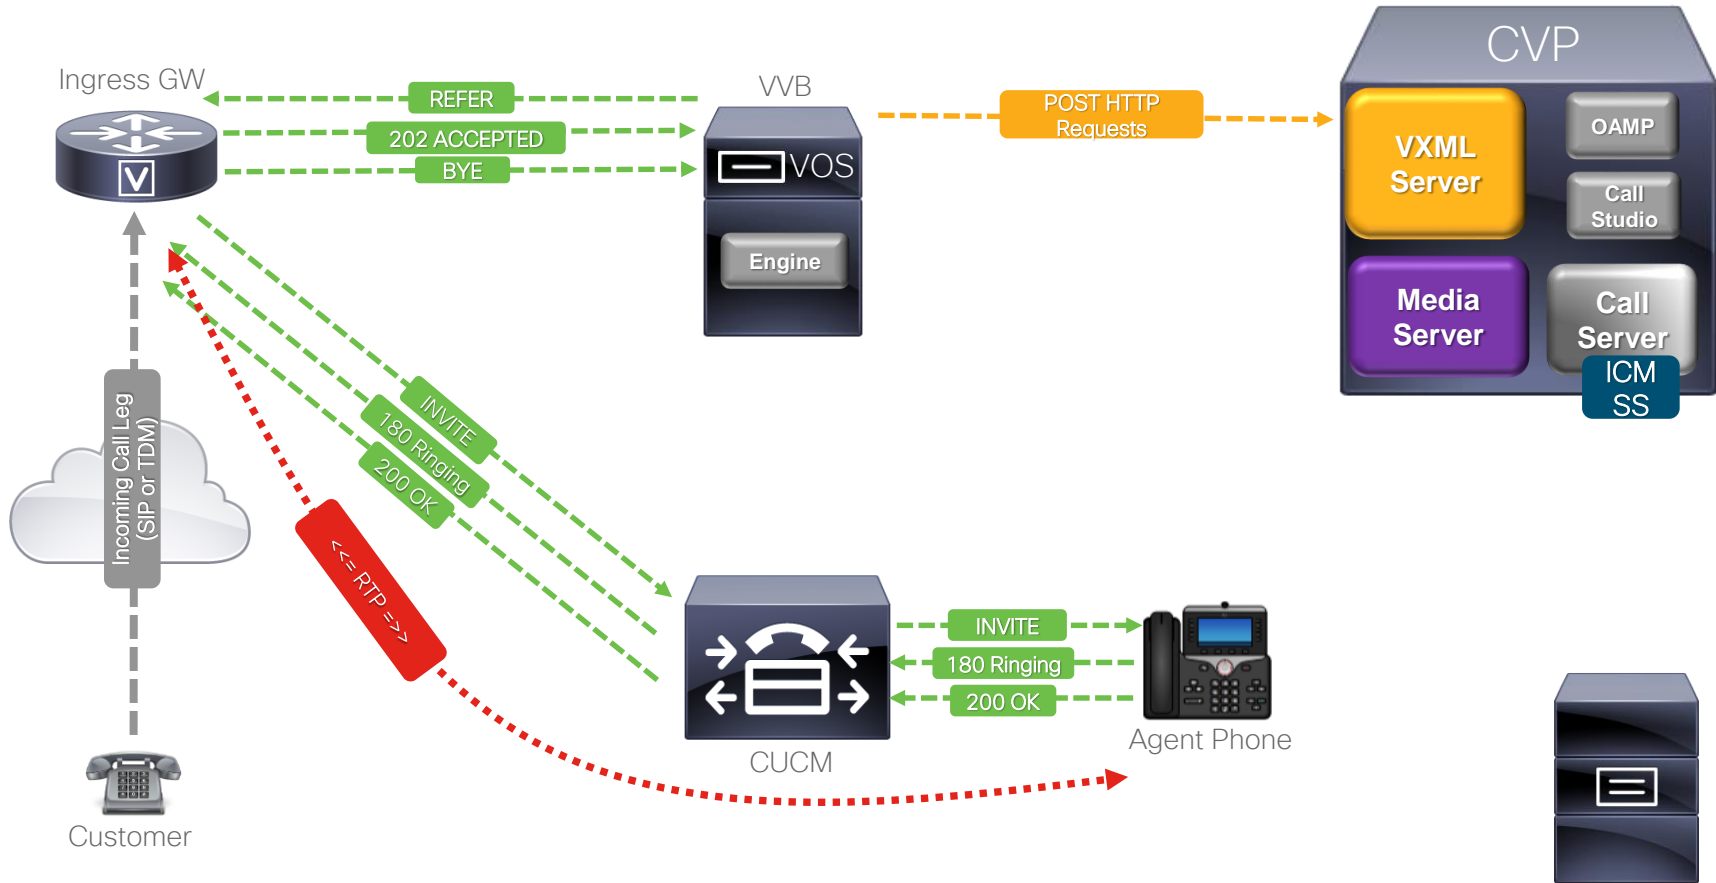 Ingress GW
REFER
202 ACCEPTED
BYE
VVB
VOS
Engine
POST HTTP
Requests
CVP
VXML
Server
OAMP
Call
Studio
Media
Server
Call
Server
ICM
SS
Incoming Call Leg
(SIP or TDM)
INVITE
180 Ringing
200 OK
<<= RTP =>>
CUCM
INVITE
180 Ringing
200 OK
Agent Phone
Customer